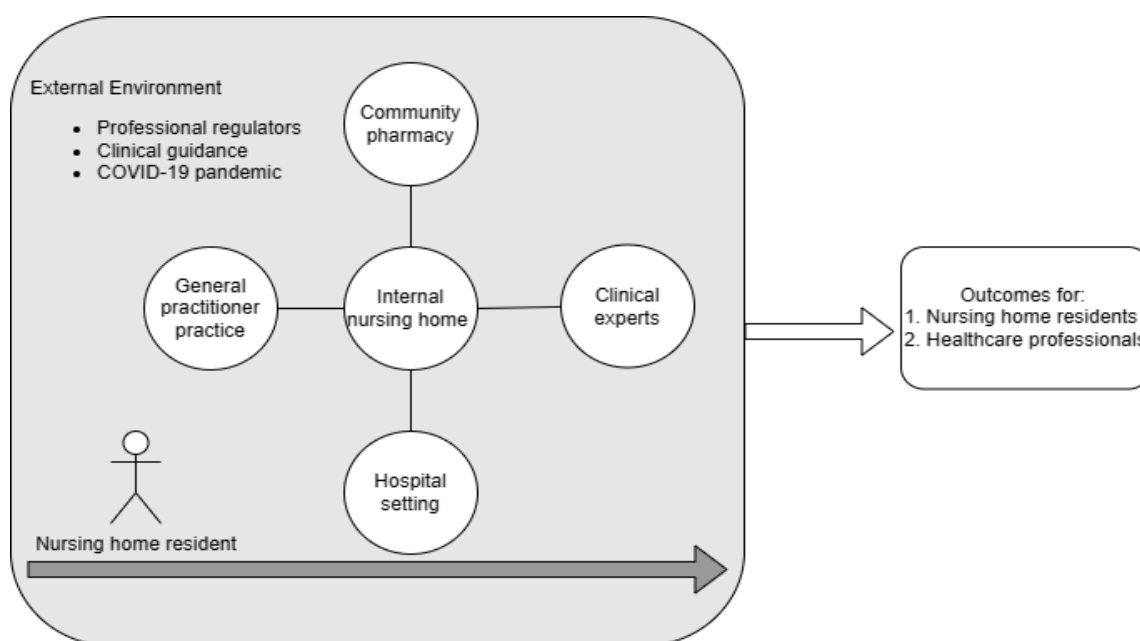 External Environment
• Professional regulators
• Clinical guidance
• COVID-19 pandemic
Community
pharmacy
General
practitioner
practice
Internal
nursing home
Clinical
experts
Hospital
setting
Nursing home resident
Outcomes for:
1. Nursing home residents
2. Healthcare professionals